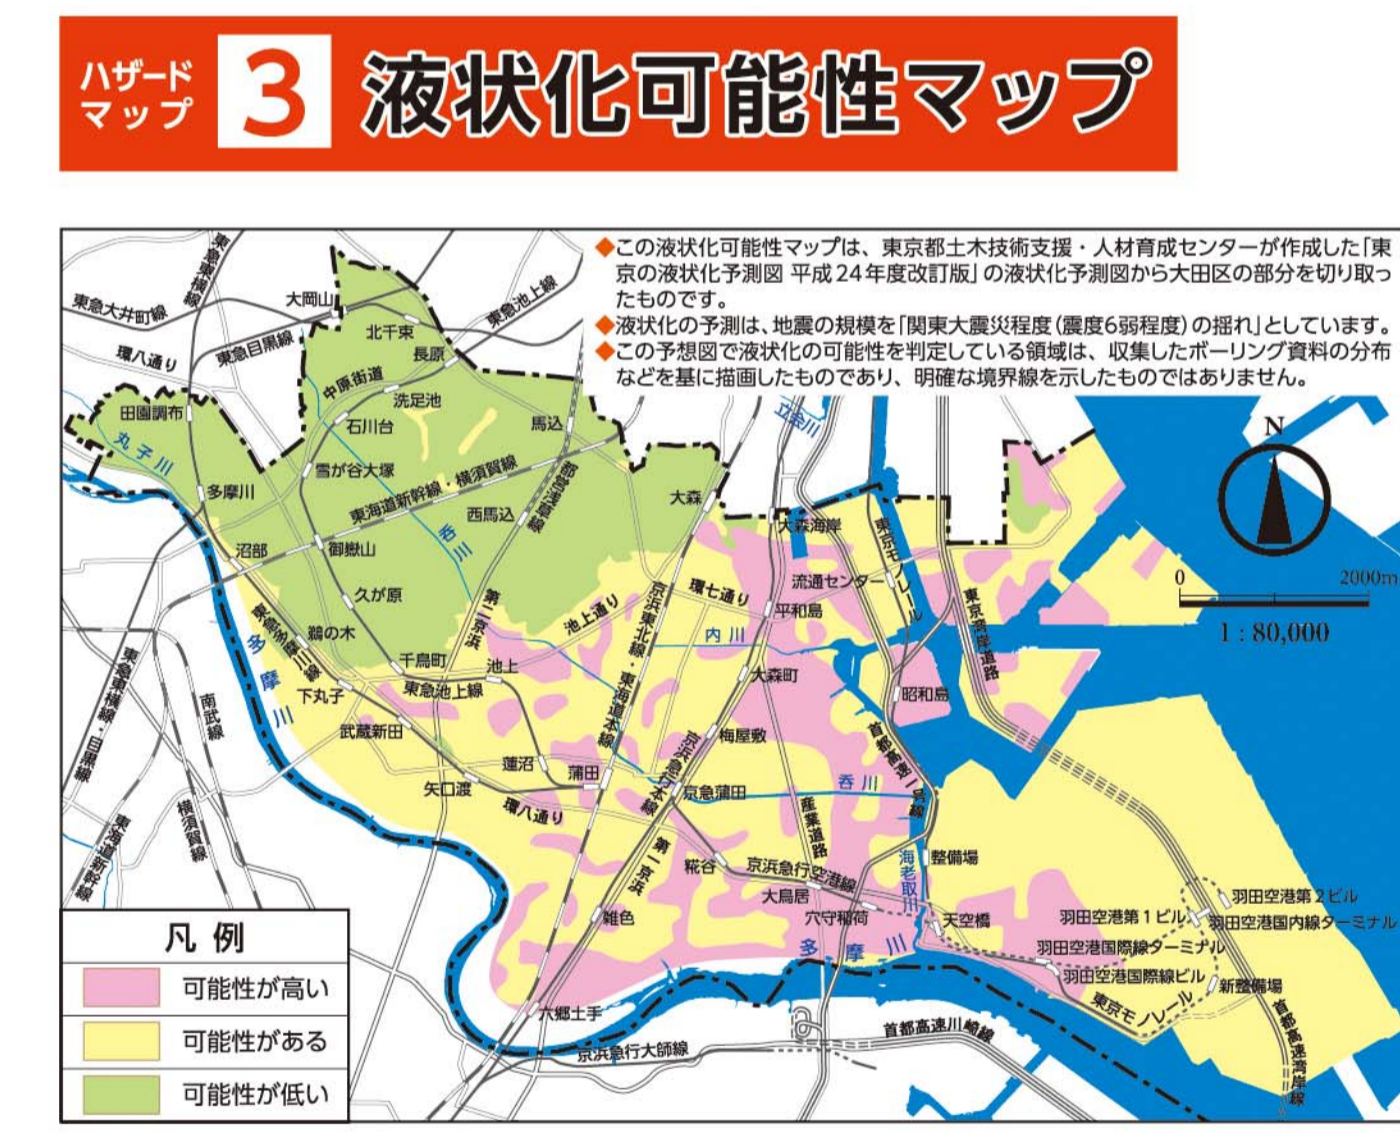 ハザード
マップ
3
液状化可能性マップ
◆この液状化可能性マップは、東京都土木技術支援・人材育成センターが作成した「東
京の液状化予測図 平成24年度改訂版」の液状化予測図から大田区の部分を切り取っ
たものです。
◆液状化の予測は、地震の規模を「関東大震災程度(震度6弱程度)の揺れ」としています。
◆この予想図で液状化の可能性を判定している領域は、収集したボーリング資料の分布
などを基に描画したものであり、明確な境界線を示したものではありません。
東急東横線
大岡山
東急大井町線
東急池上線
北千束
東急目黒線
環八通り
長原
中原街道
洗足池
田園調布
石川台
馬込
立会川
N
丸子川
雪が谷大塚
東海道新幹線・横須賀線
都営浅草線
多摩川
大森
西馬込
大森海岸
東京モノレール
呑川
沼部
御嶽山
流通センター
0
2000m
1:80,000
久が原
第二京浜
池上通り
京浜東北線・東海道本線
環七通り
平和島
東京湾岸道路
東急多摩川線
鵜の木
内川
多摩川
千鳥町
池上
大森町
東急東横線・目黒線
南武線
下丸子
東急池上線
昭和島
武蔵新田
梅屋敷
京浜急行本線
首都高速一号線
蓮沼
蒲田
矢口渡
京急蒲田
呑川
環八通り
産業道路
横須賀線
東海道新幹線
第一京浜
糀谷
京浜急行空港線
海老取川
整備場
大鳥居
羽田空港第2ビル
雑色
穴守稲荷
天空橋
羽田空港第1ビル
羽田空港国内線ターミナル
多摩川
羽田空港国際線ターミナル
羽田空港国際線ビル
新整備場
東京モノレール
六郷土手
首都高速川崎線
首都高速湾岸線
京浜急行大師線
凡例
可能性が高い
可能性がある
可能性が低い